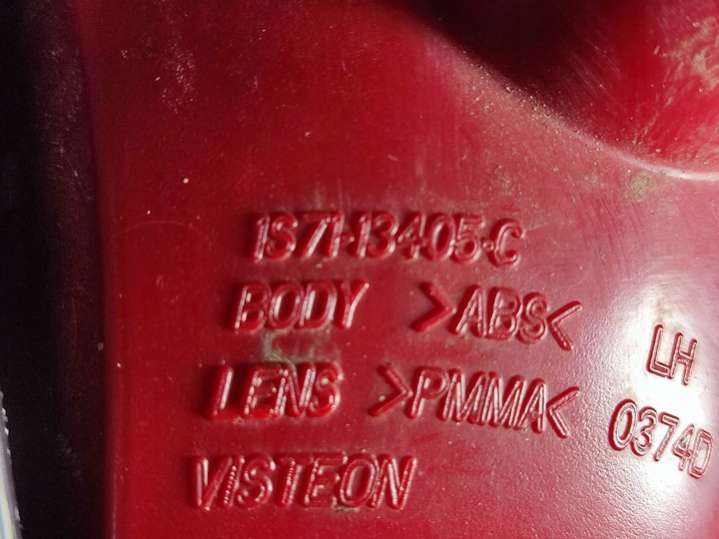 1S71-13405-C
BODY >ABS<
LENS >PMMA<
VISTEON
LH
0374D